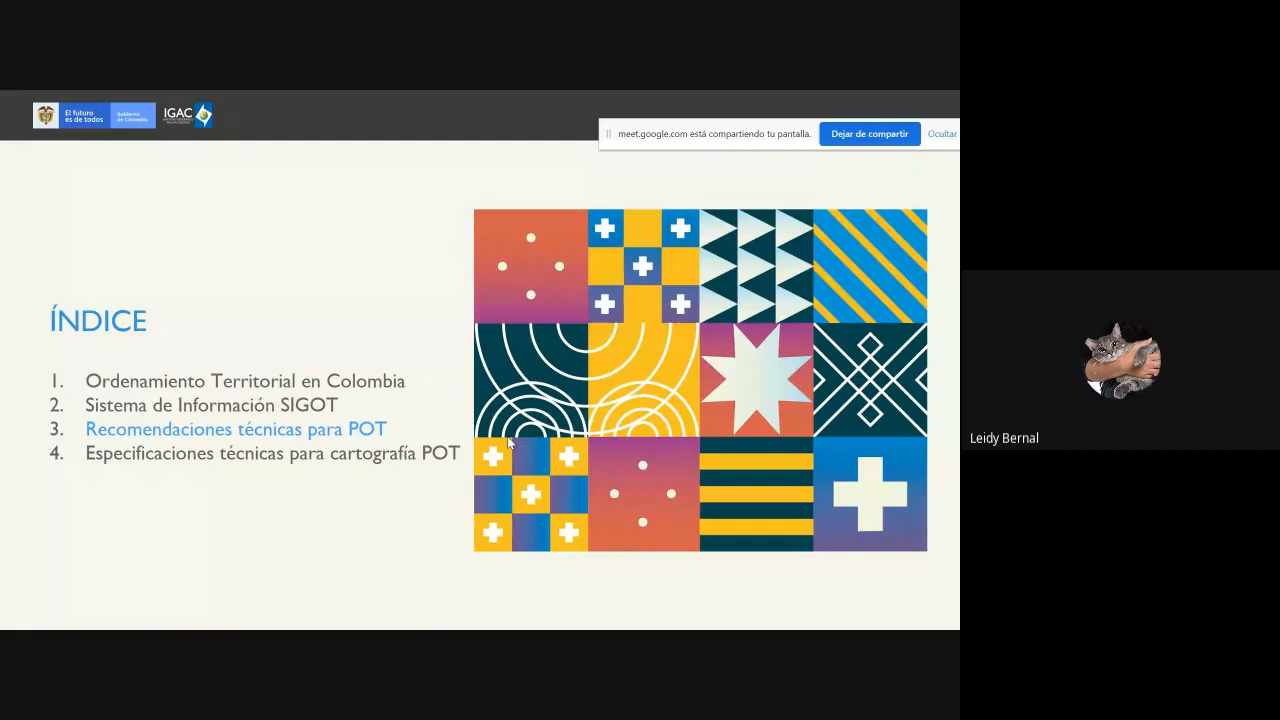 El futuro
es de todos
Gobierno
de Colombia
IGAC
meet.google.com está compartiendo tu pantalla.
Dejar de compartir
Ocultar
ÍNDICE
1. Ordenamiento Territorial en Colombia
2. Sistema de Información SIGOT
3. Recomendaciones técnicas para POT
4. Especificaciones técnicas para cartografía POT
Leidy Bernal